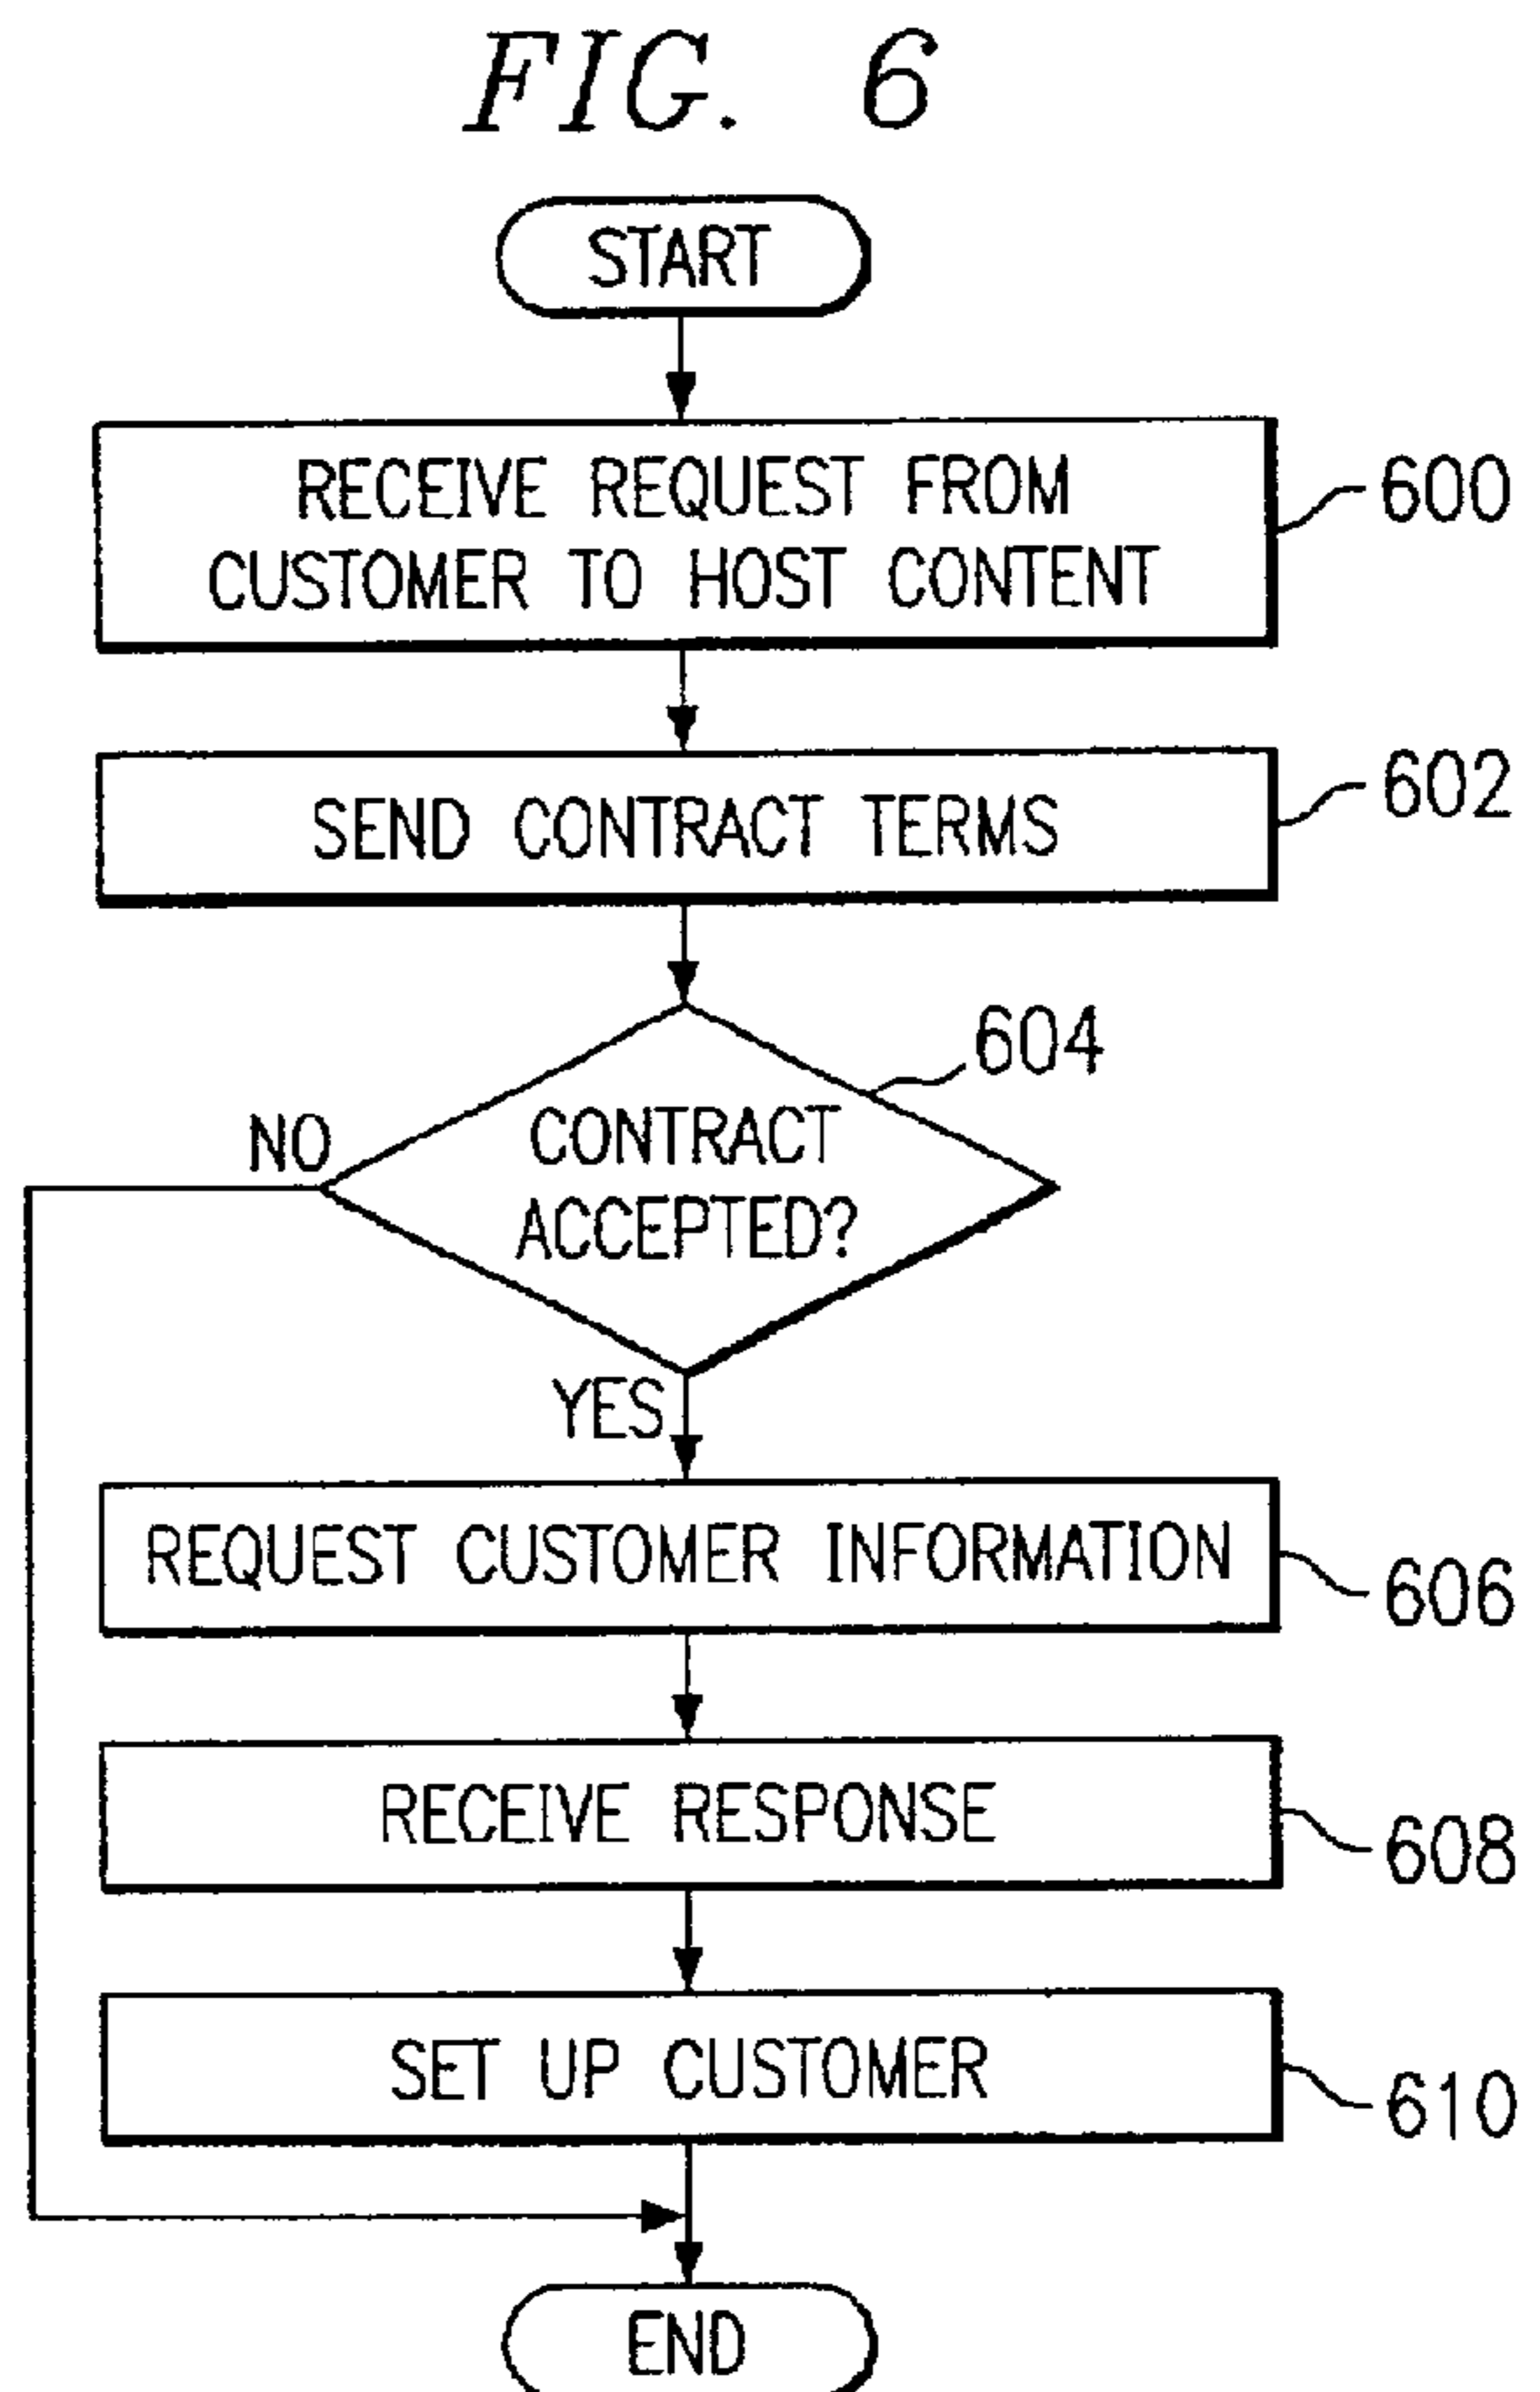 FIG. 6
START
RECEIVE REQUEST FROM
CUSTOMER TO HOST CONTENT
600
SEND CONTRACT TERMS
602
604
CONTRACT
ACCEPTED?
NO
YES
REQUEST CUSTOMER INFORMATION
606
RECEIVE RESPONSE
608
SET UP CUSTOMER
610
END